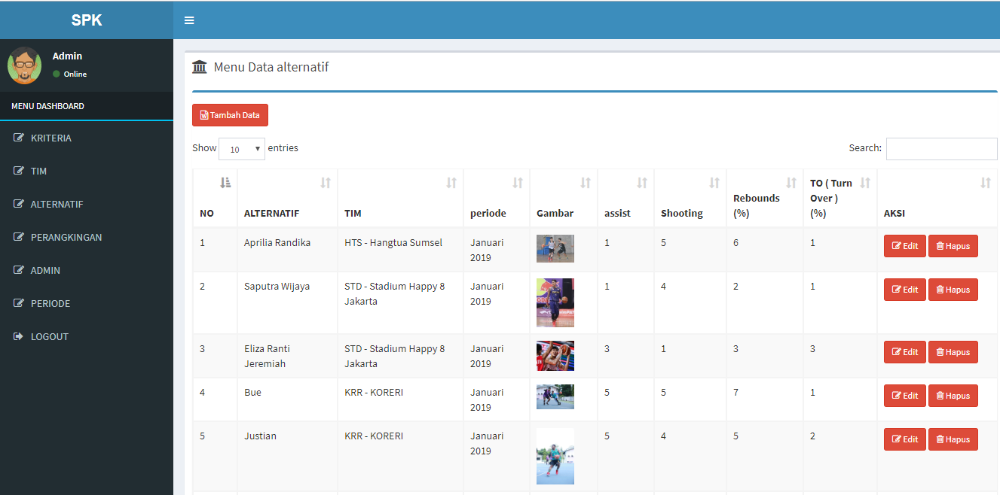 SPK
Admin
Online
MENU DASHBOARD
KRITERIA
TIM
ALTERNATIF
PERANGKINGAN
ADMIN
PERIODE
LOGOUT
Menu Data alternatif
Tambah Data
Show 10 entries
Search:
NO ALTERNATIF TIM periode Gambar assist Shooting Rebounds (%) TO ( Turn Over ) (%) AKSI
1 Aprilia Randika HTS - Hangtua Sumsel Januari 2019 1 5 6 1 Edit Hapus
2 Saputra Wijaya STD - Stadium Happy 8 Jakarta Januari 2019 1 4 2 1 Edit Hapus
3 Eliza Ranti Jeremiah STD - Stadium Happy 8 Jakarta Januari 2019 3 1 3 3 Edit Hapus
4 Bue KRR - KORERI Januari 2019 5 5 7 1 Edit Hapus
5 Justian KRR - KORERI Januari 2019 5 4 5 2 Edit Hapus